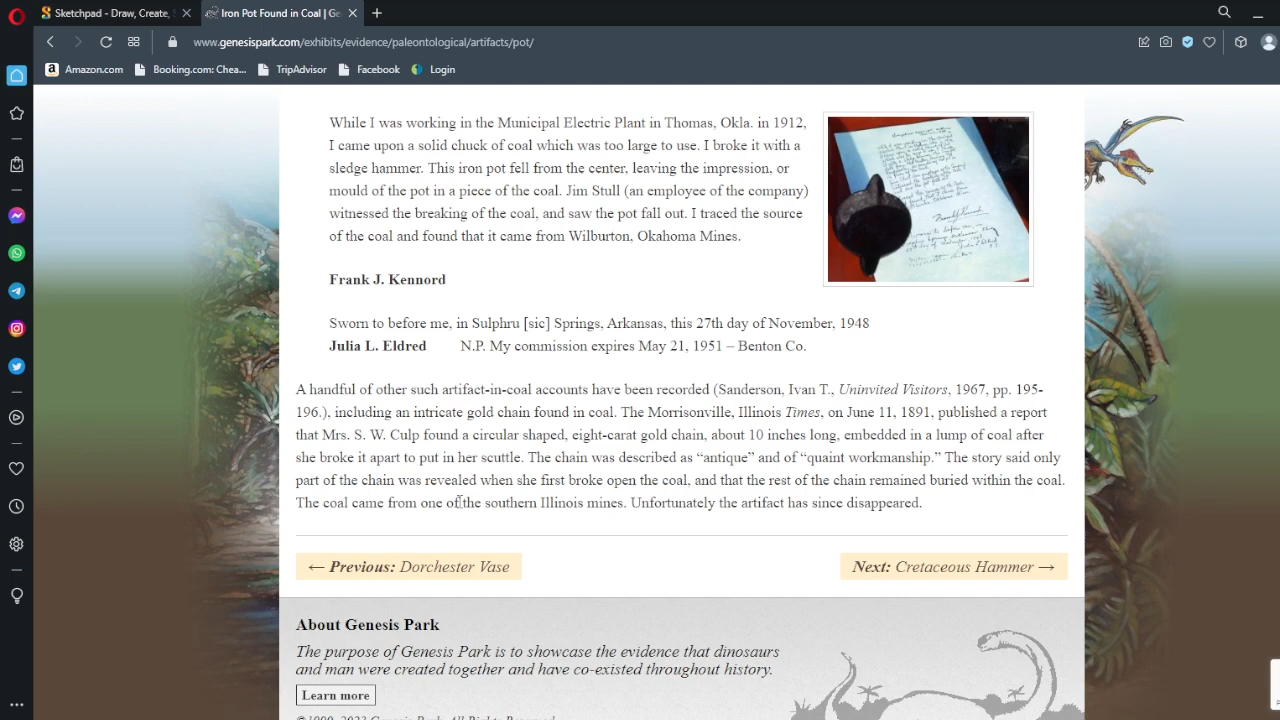 Sketchpad - Draw, Create,
Iron Pot Found in Coal | Ge
www.genesispark.com/exhibits/evidence/paleontological/artifacts/pot/
Amazon.com
Booking.com: Chea...
TripAdvisor
Facebook
Login
While I was working in the Municipal Electric Plant in Thomas, Okla. in 1912,
I came upon a solid chuck of coal which was too large to use. I broke it with a
sledge hammer. This iron pot fell from the center, leaving the impression, or
mould of the pot in a piece of the coal. Jim Stull (an employee of the company)
witnessed the breaking of the coal, and saw the pot fall out. I traced the source
of the coal and found that it came from Wilburton, Okahoma Mines.
Frank J. Kennord
Sworn to before me, in Sulphru [sic] Springs, Arkansas, this 27th day of November, 1948
Julia L. Eldred N.P. My commission expires May 21, 1951 – Benton Co.
A handful of other such artifact-in-coal accounts have been recorded (Sanderson, Ivan T., Uninvited Visitors, 1967, pp. 195-
196.), including an intricate gold chain found in coal. The Morrisonville, Illinois Times, on June 11, 1891, published a report
that Mrs. S. W. Culp found a circular shaped, eight-carat gold chain, about 10 inches long, embedded in a lump of coal after
she broke it apart to put in her scuttle. The chain was described as “antique” and of “quaint workmanship.” The story said only
part of the chain was revealed when she first broke open the coal, and that the rest of the chain remained buried within the coal.
The coal came from one of the southern Illinois mines. Unfortunately the artifact has since disappeared.
← Previous: Dorchester Vase
Next: Cretaceous Hammer →
About Genesis Park
The purpose of Genesis Park is to showcase the evidence that dinosaurs
and man were created together and have co-existed throughout history.
Learn more